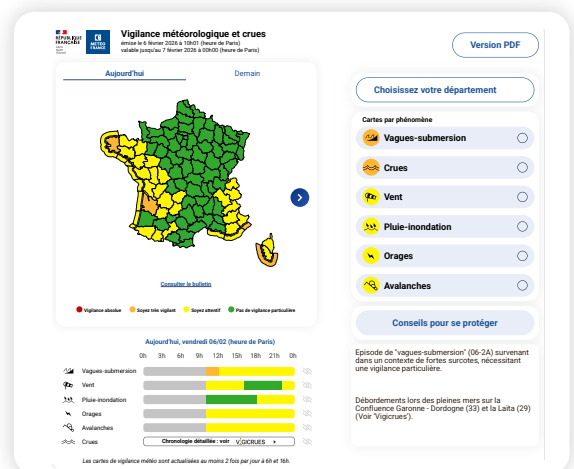 RÉPUBLIQUE
FRANÇAISE
METEO
FRANCE
Vigilance météorologique et crues
émise le 6 février 2026 à 10h01 (heure de Paris)
valable jusqu'au 7 février 2026 à 00h00 (heure de Paris)
Version PDF
Aujourd'hui
Demain
Consulter le bulletin
Vigilance absolue
Soyez très vigilant
Soyez attentif
Pas de vigilance particulière
Choisissez votre département
Cartes par phénomène
Vagues-submersion
Crues
Vent
Pluie-inondation
Orages
Avalanches
Conseils pour se protéger
Episode de "vagues-submersion" (06-2A) survenant
dans un contexte de fortes surcotes, nécessitant
une vigilance particulière.
Débordements lors des pleines mers sur la
Confluence Garonne - Dordogne (33) et la Laïta (29)
(Voir 'Vigicrues').
Aujourd'hui, vendredi 06/02 (heure de Paris)
0h 3h 6h 9h 12h 15h 18h 21h 0h
Vagues-submersion
Vent
Pluie-inondation
Orages
Avalanches
Crues
Chronologie détaillée : voir VIGICRUES
Les cartes de vigilance météo sont actualisées au moins 2 fois par jour à 6h et 16h.